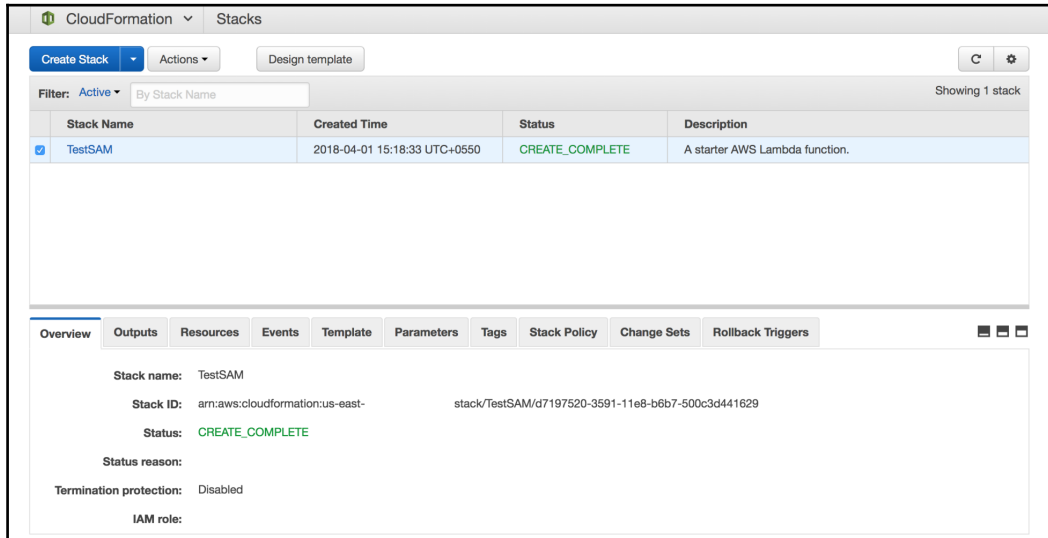 CloudFormation Stacks
Create Stack Actions Design template
Filter: Active By Stack Name Showing 1 stack
Stack Name Created Time Status Description
TestSAM 2018-04-01 15:18:33 UTC+0550 CREATE_COMPLETE A starter AWS Lambda function.
Overview Outputs Resources Events Template Parameters Tags Stack Policy Change Sets Rollback Triggers
Stack name: TestSAM
Stack ID: arn:aws:cloudformation:us-east- stack/TestSAM/d7197520-3591-11e8-b6b7-500c3d441629
Status: CREATE_COMPLETE
Status reason:
Termination protection: Disabled
IAM role: